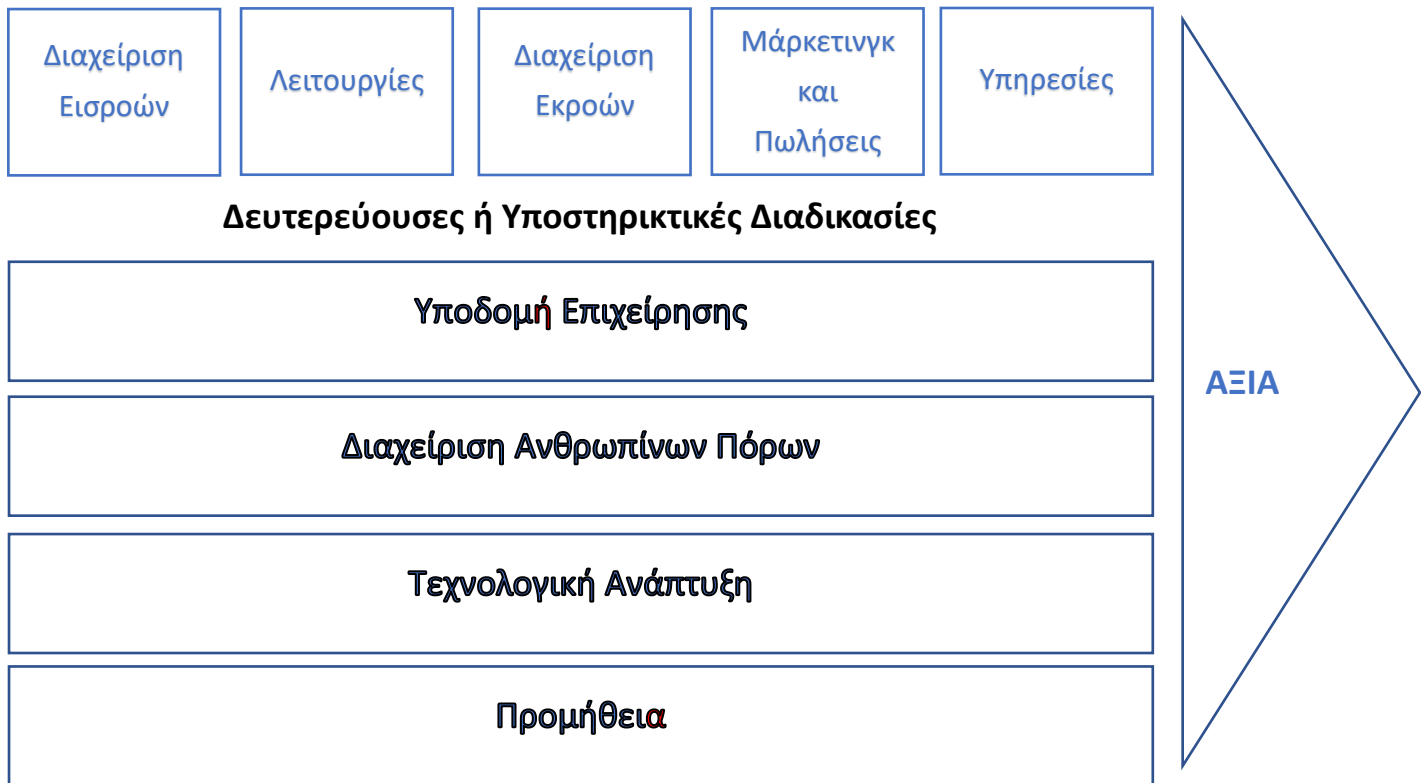 Διαχείριση
Εισροών
Λειτουργίες
Διαχείριση
Εκροών
Μάρκετινγκ
και
Πωλήσεις
Υπηρεσίες
Δευτερεύουσες ή Υποστηρικτικές Διαδικασίες
Υποδομή Επιχείρησης
Διαχείριση Ανθρωπίνων Πόρων
Τεχνολογική Ανάπτυξη
Προμήθεια
ΑΞΙΑ